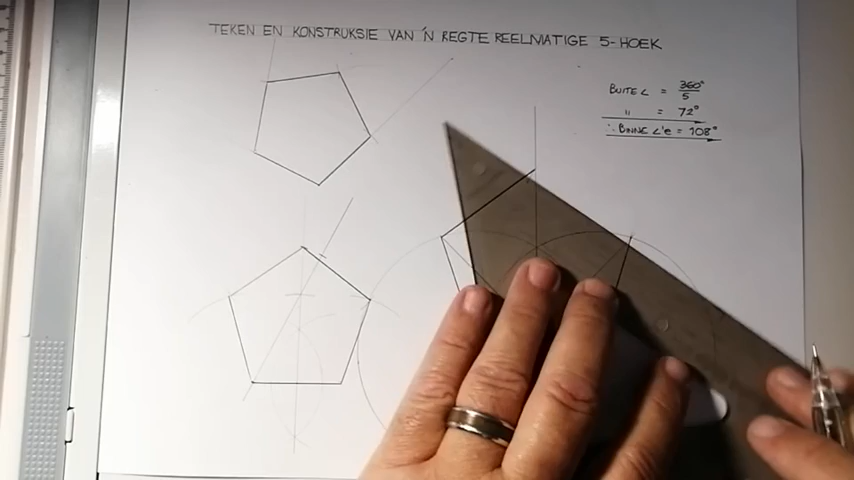 TEKEN EN KONSTRUKSIE VAN 'N REGTE REELMATIGE 5-HOEK
BUITE ∠ = 360°/5
" = 72°
∴ BINNE ∠'e = 108°